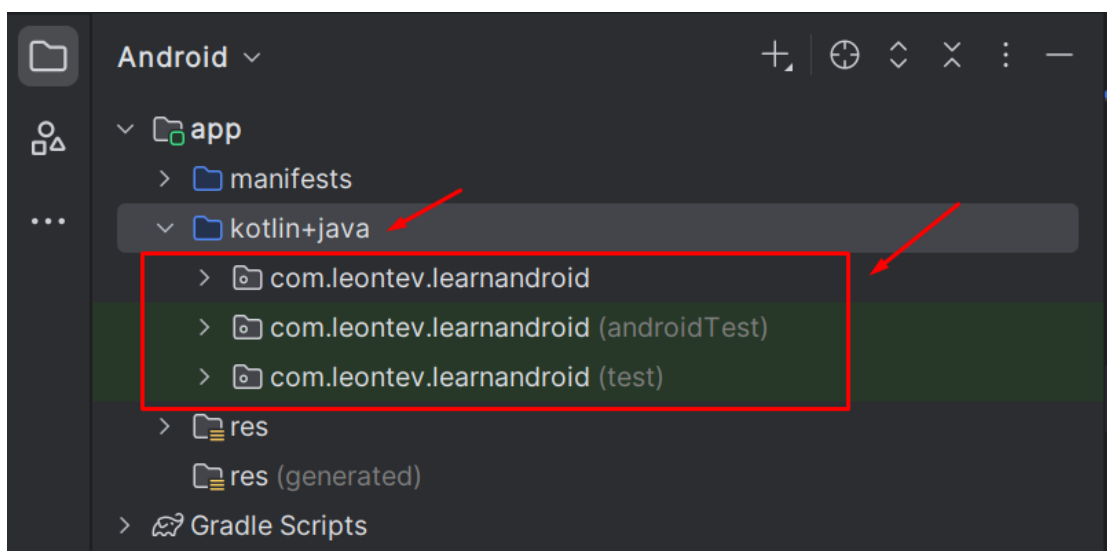 Android
app
manifests
kotlin+java
com.leontev.learnandroid
com.leontev.learnandroid (androidTest)
com.leontev.learnandroid (test)
res
res (generated)
Gradle Scripts